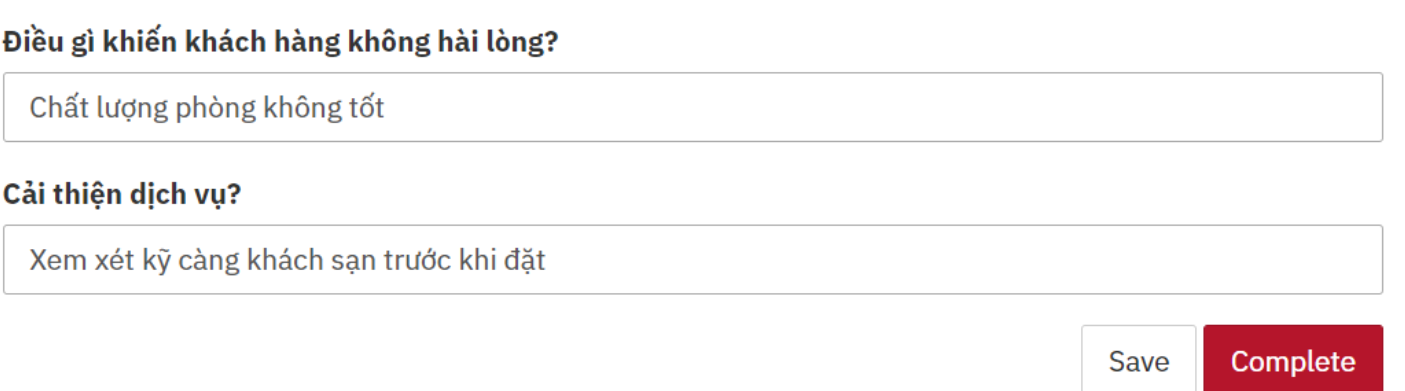 Điều gì khiến khách hàng không hài lòng?
Chất lượng phòng không tốt
Cải thiện dịch vụ?
Xem xét kỹ càng khách sạn trước khi đặt
Save Complete